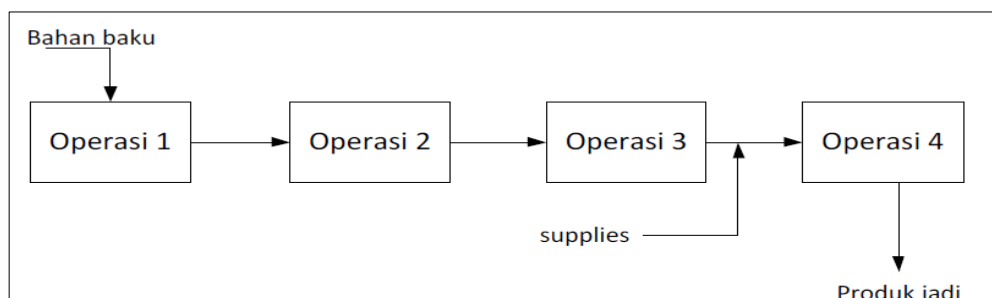 Bahan baku
Operasi 1
Operasi 2
Operasi 3
Operasi 4
supplies
Produk jadi